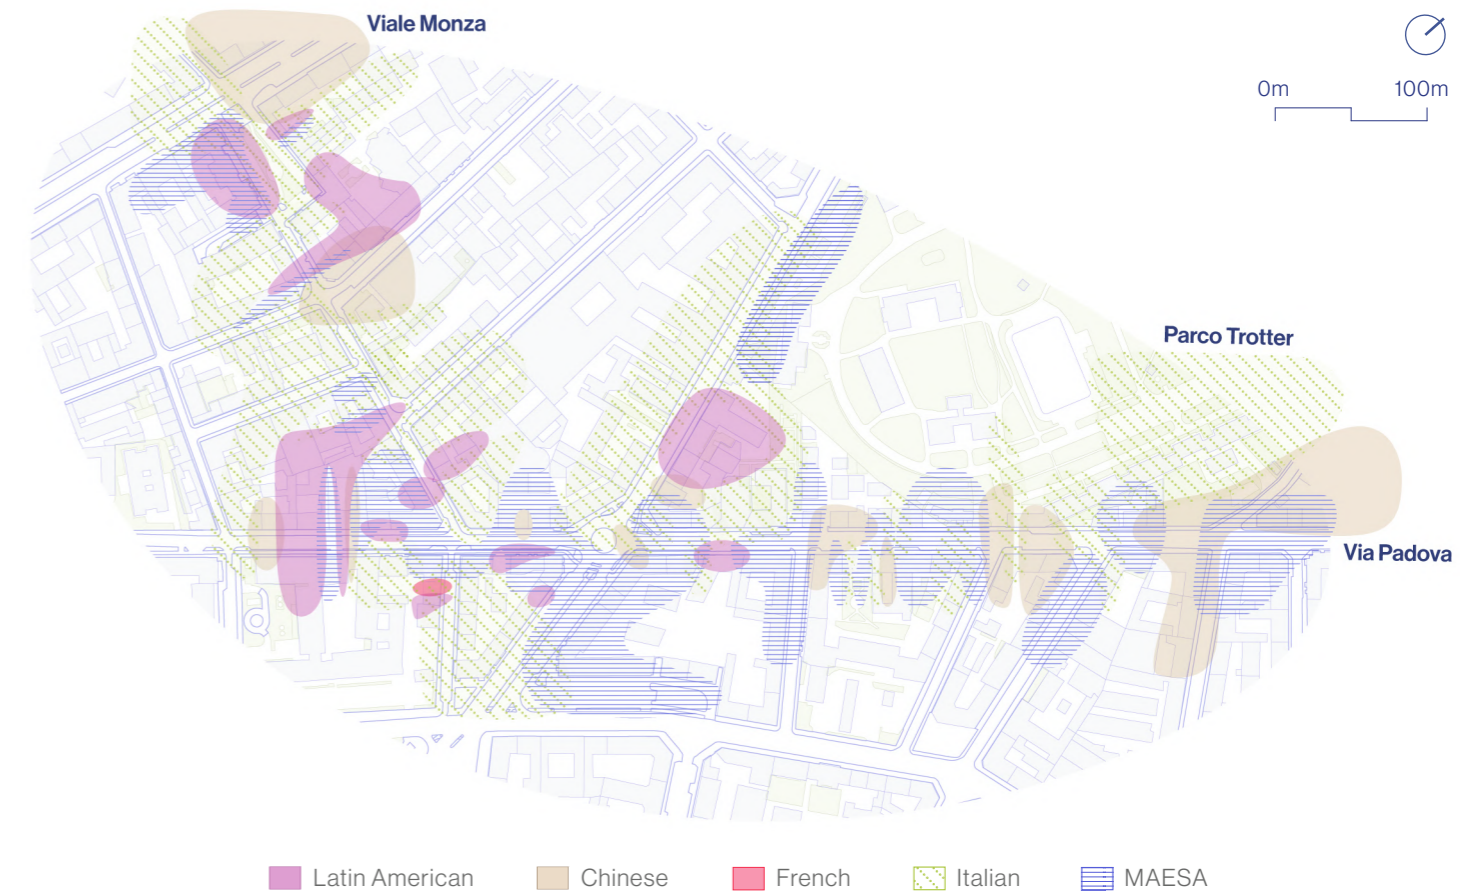 Viale Monza
0m 100m
Parco Trotter
Via Padova
Latin American Chinese French Italian MAESA